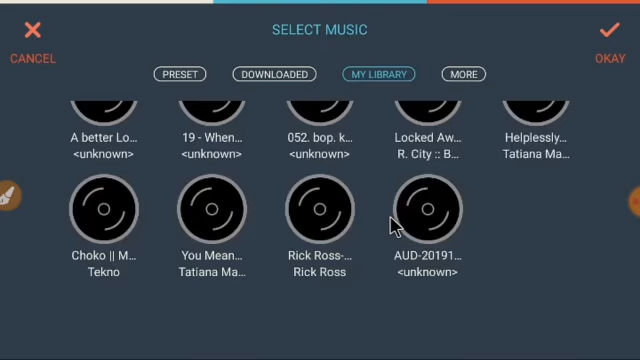 SELECT MUSIC
CANCEL
OKAY
PRESET
DOWNLOADED
MY LIBRARY
MORE
A better Lo...
19 - When...
052. bop. k...
Locked Aw...
Helplessly...
<unknown>
<unknown>
<unknown>
R. City :: B...
Tatiana Ma...
Choko || M...
You Mean...
Rick Ross-...
AUD-20191...
Tekno
Tatiana Ma...
Rick Ross
<unknown>